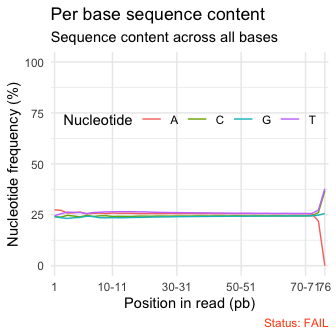 Per base sequence content
Sequence content across all bases
Nucleotide frequency (%)
100
75
50
25
0
Nucleotide A C G T
1 10-11 30-31 50-51 70-71 76
Position in read (pb)
Status: FAIL